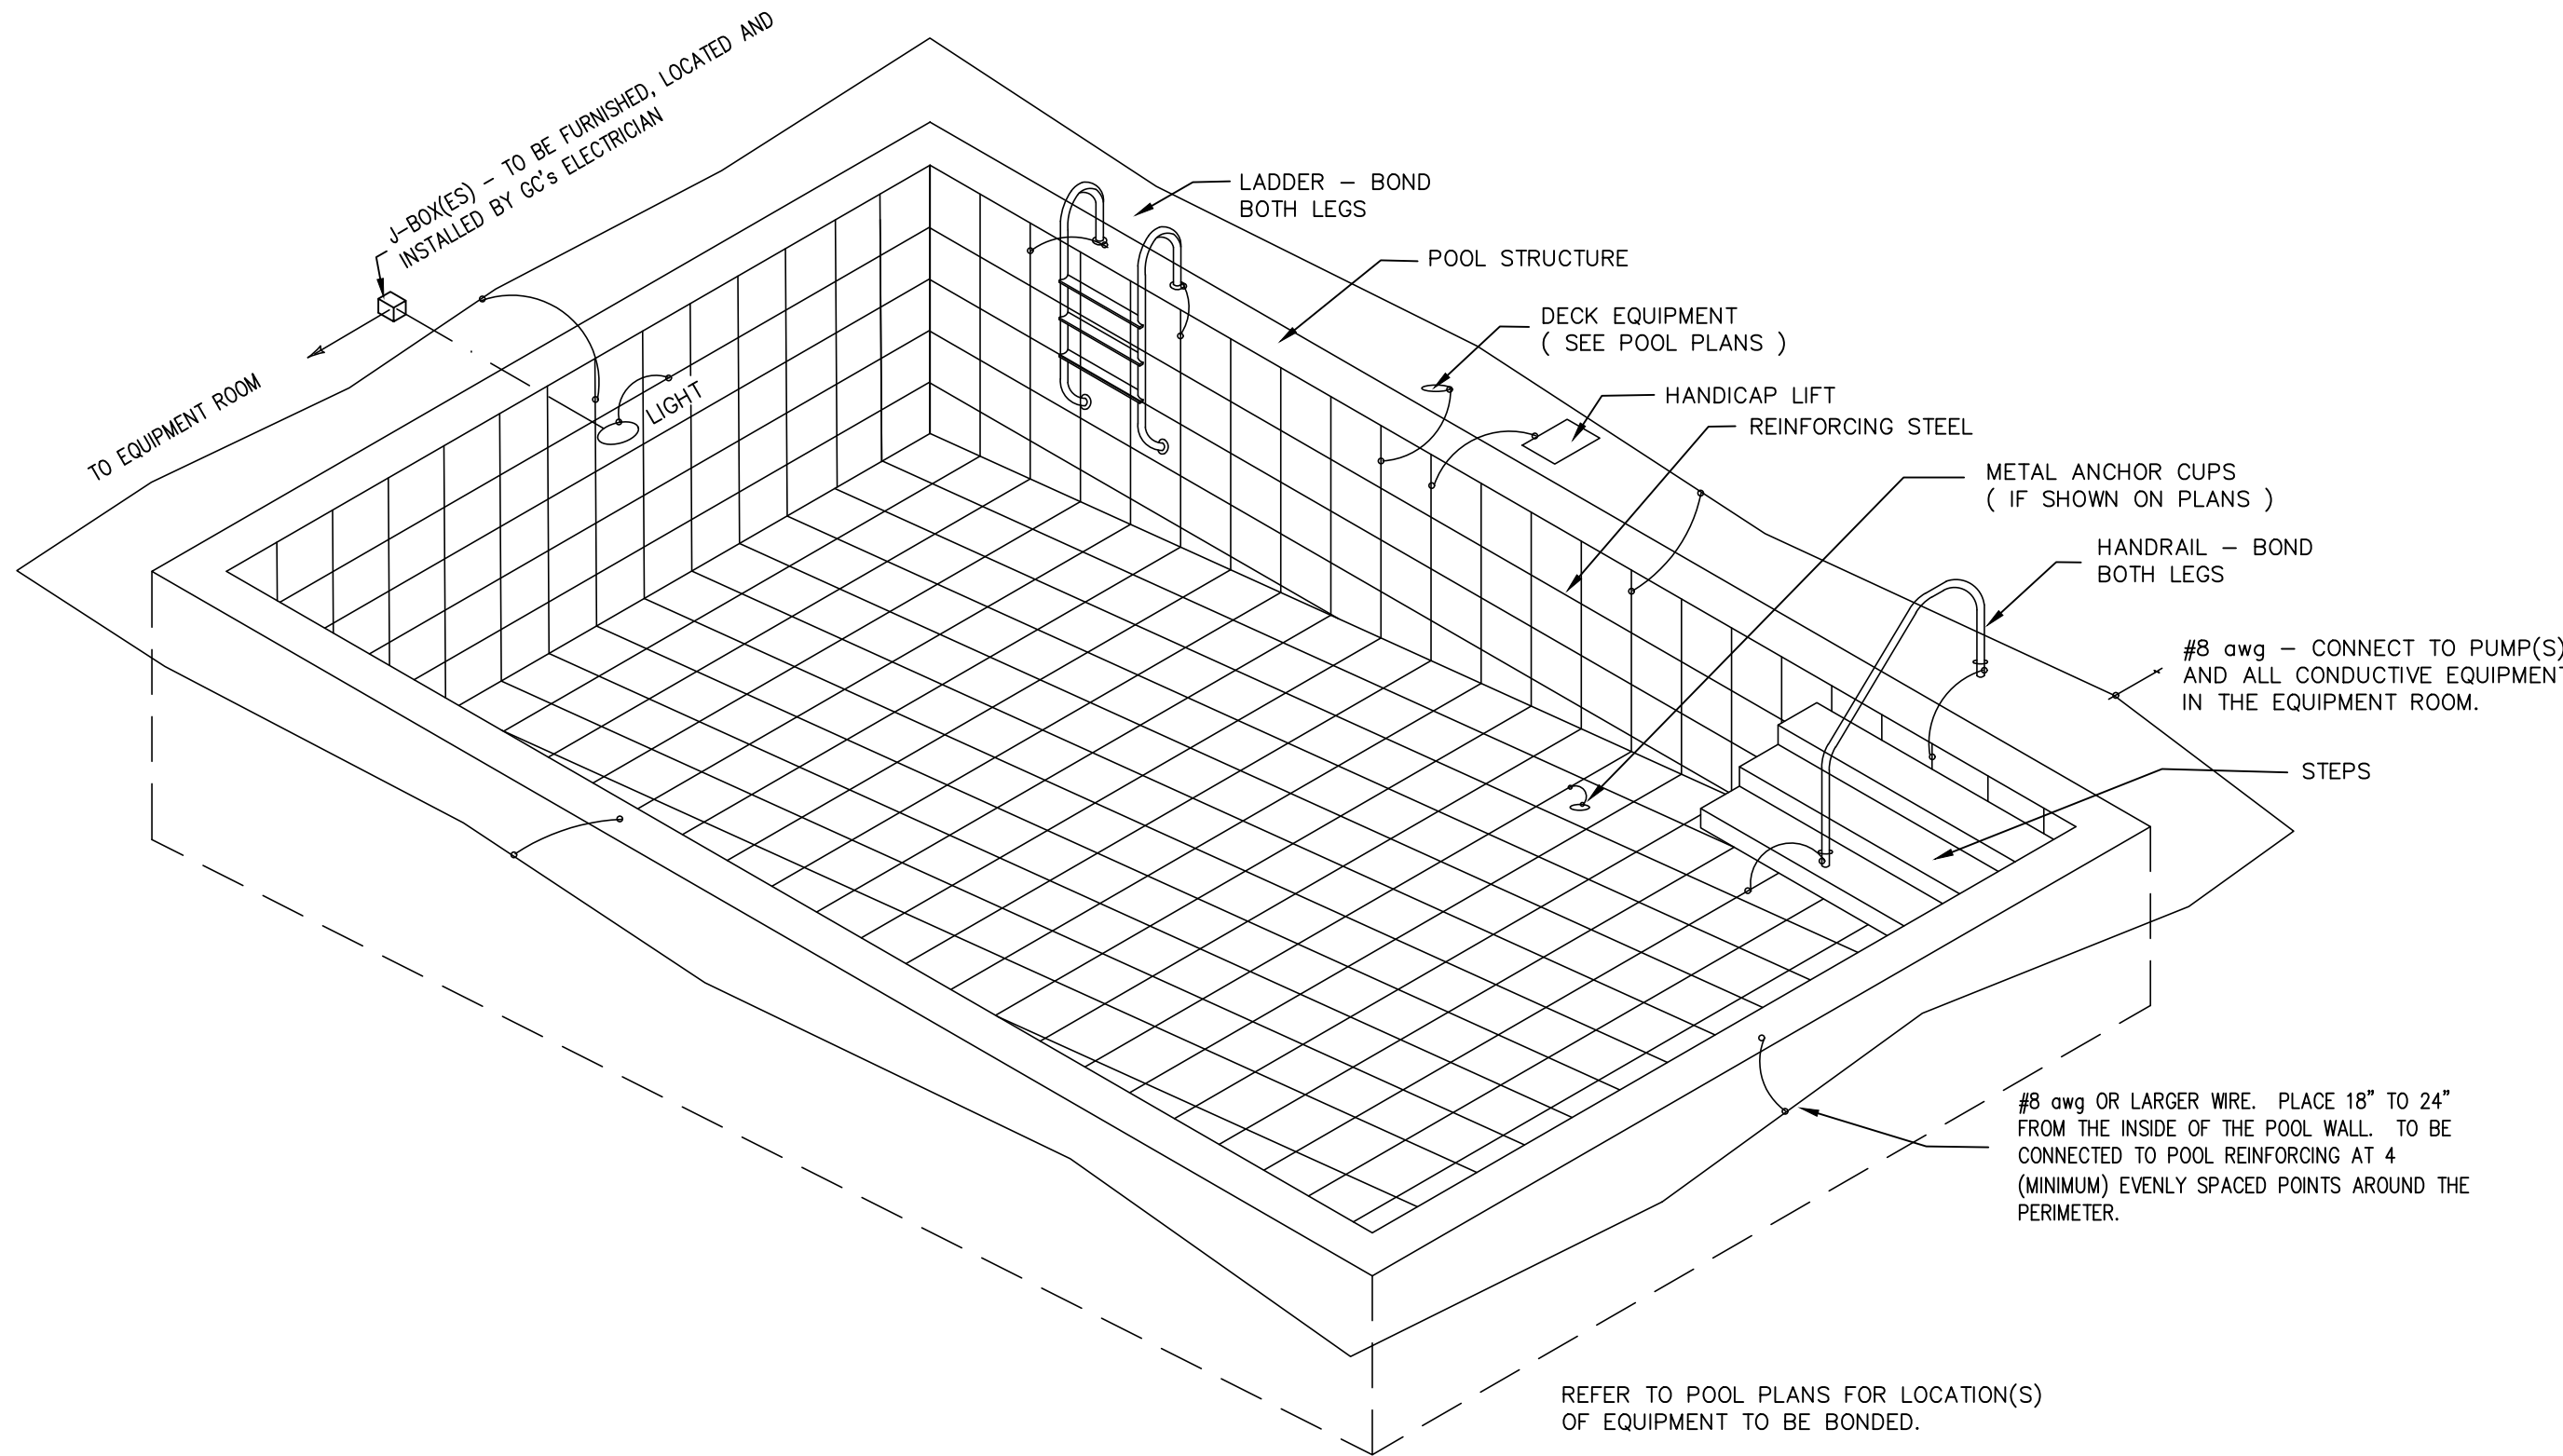 J-BOX(ES) – TO BE FURNISHED, LOCATED AND
INSTALLED BY GC's ELECTRICIAN
TO EQUIPMENT ROOM
LIGHT
LADDER – BOND
BOTH LEGS
POOL STRUCTURE
DECK EQUIPMENT
( SEE POOL PLANS )
HANDICAP LIFT
REINFORCING STEEL
METAL ANCHOR CUPS
( IF SHOWN ON PLANS )
HANDRAIL – BOND
BOTH LEGS
#8 awg – CONNECT TO PUMP(S)
AND ALL CONDUCTIVE EQUIPMENT
IN THE EQUIPMENT ROOM.
STEPS
#8 awg OR LARGER WIRE. PLACE 18" TO 24"
FROM THE INSIDE OF THE POOL WALL. TO BE
CONNECTED TO POOL REINFORCING AT 4
(MINIMUM) EVENLY SPACED POINTS AROUND THE
PERIMETER.
REFER TO POOL PLANS FOR LOCATION(S)
OF EQUIPMENT TO BE BONDED.